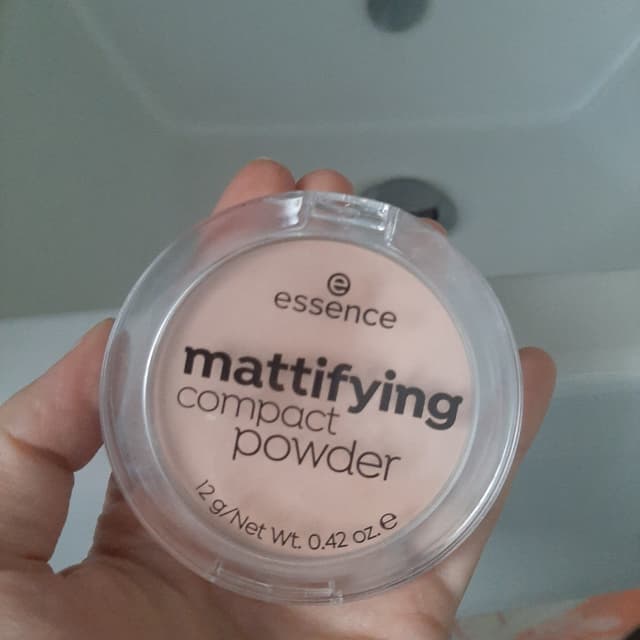 e
essence
mattifying
compact
powder
12 g/Net Wt. 0.42 oz.℮